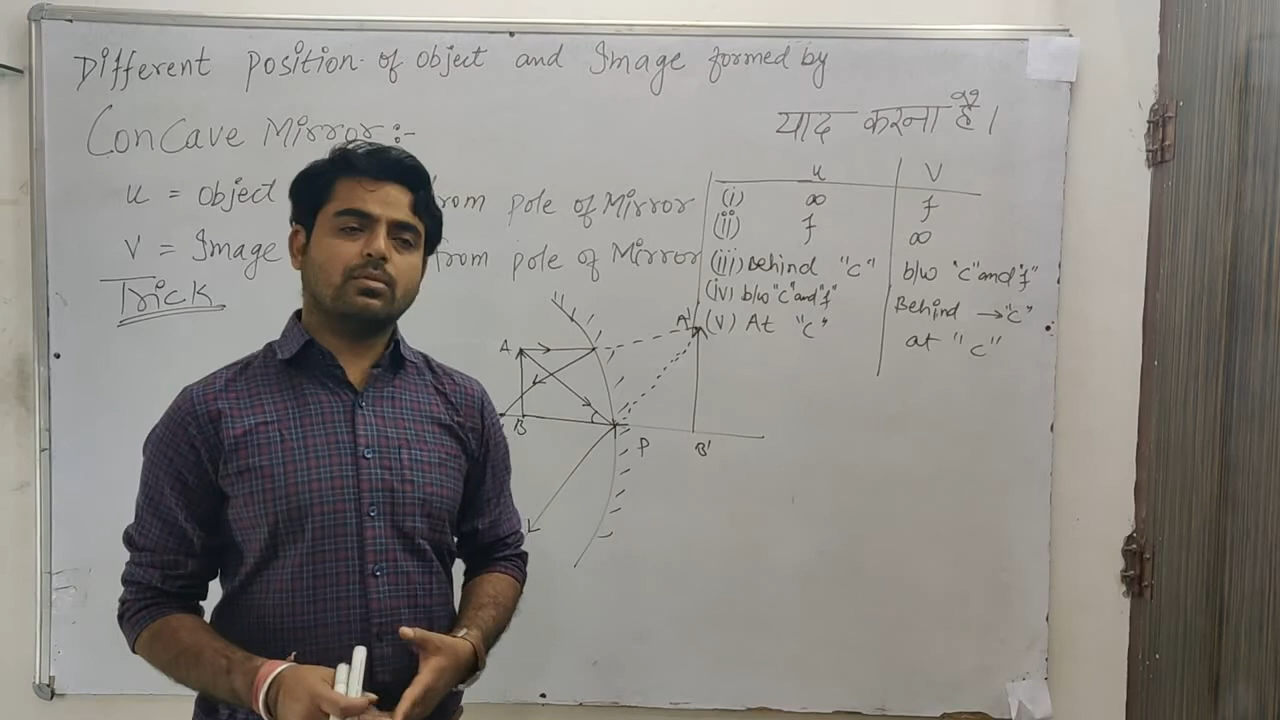 Different position of object and Image formed by
Concave Mirror:-
याद करना है।
u = object from pole of Mirror
v = Image from pole of Mirror
Trick
u v
(i) ∞ f
(ii) f ∞
(iii) Behind "C" b/w "C" and "f"
(iv) b/w "C" and "f" Behind → "C"
(v) At "C" at "C"
A A'
B P B'